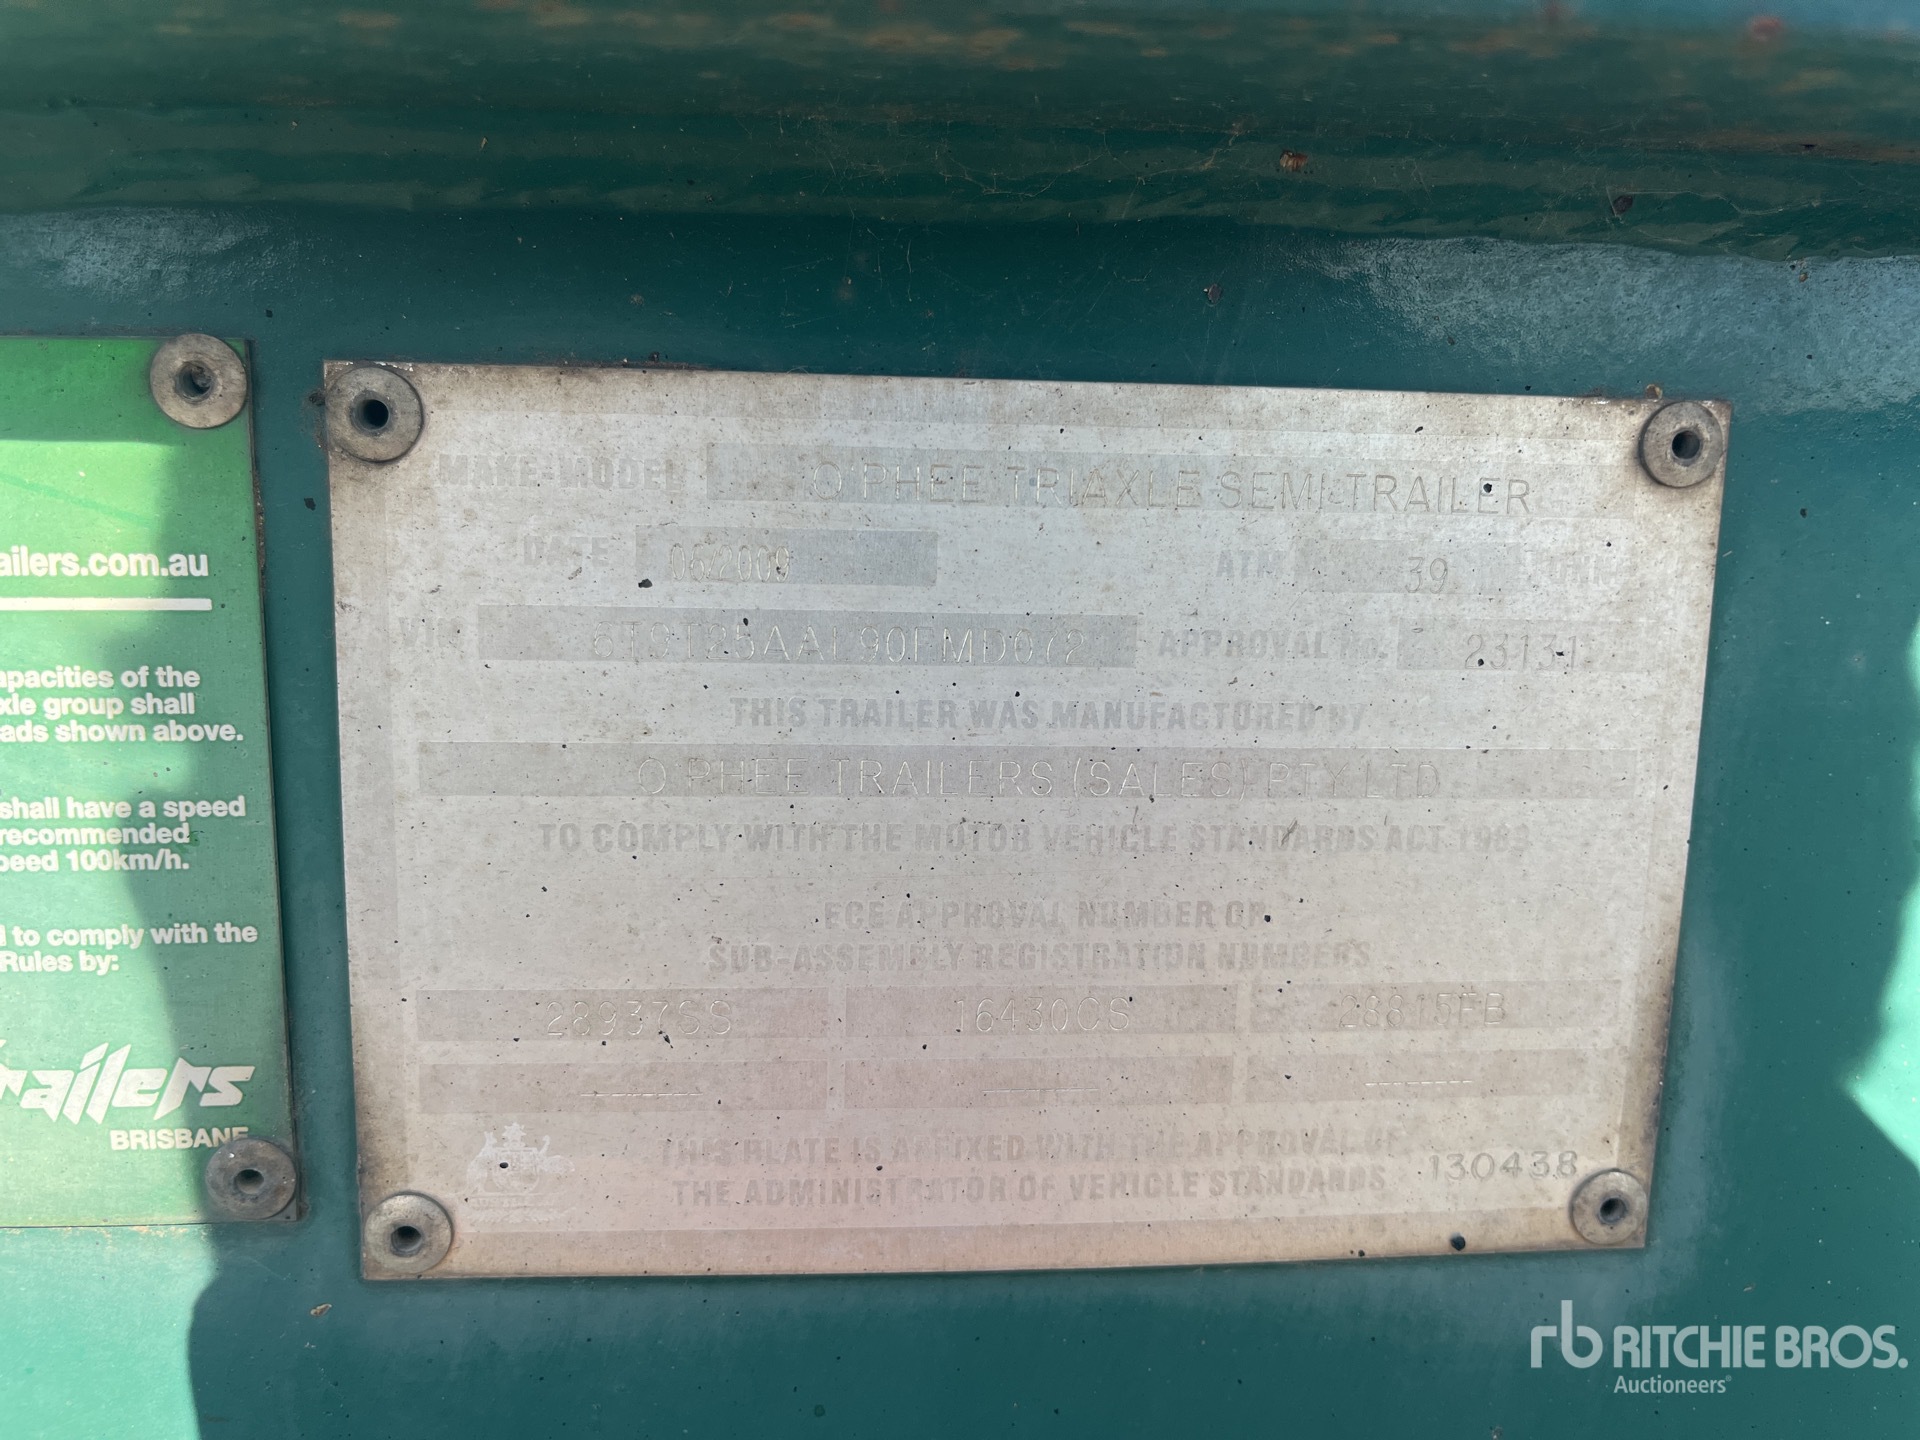 ailers.com.au
apacities of the
xle group shall
ads shown above.
shall have a speed
recommended
peed 100km/h.
to comply with the
Rules by:
Trailers
BRISBANE
MAKE-MODEL O'PHEE TRIAXLE SEMI-TRAILER
DATE 06/2009 ATM 39
VIN APPROVAL No. 23131
THIS TRAILER WAS MANUFACTURED BY
O'PHEE TRAILERS (SALES) PTY LTD
TO COMPLY WITH THE MOTOR VEHICLE STANDARDS ACT 1989
ECE APPROVAL NUMBER OR
SUB-ASSEMBLY REGISTRATION NUMBERS
28937SS 16430CS 28815FB
-------- -------- --------
THIS PLATE IS AFFIXED WITH THE APPROVAL OF
THE ADMINISTRATOR OF VEHICLE STANDARDS 130438
rb RITCHIE BROS.
Auctioneers